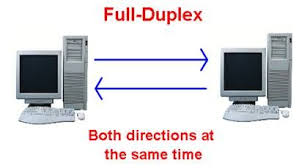 Full-Duplex
Both directions at
the same time